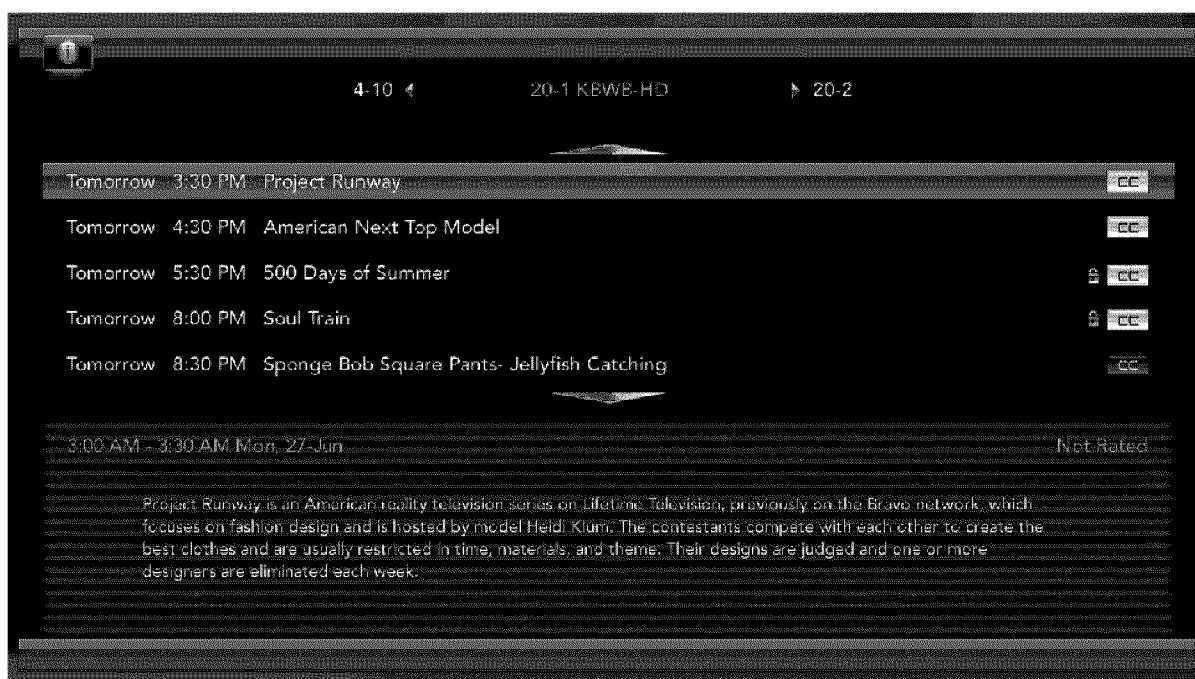 4-10 20-1 KBWB-HD 20-2
Tomorrow 3:30 PM Project Runway CC
Tomorrow 4:30 PM American Next Top Model CC
Tomorrow 5:30 PM 500 Days of Summer CC
Tomorrow 8:00 PM Soul Train CC
Tomorrow 8:30 PM Sponge Bob Square Pants- Jellyfish Catching CC
3:00 AM - 3:30 AM Mon, 27-Jun Not Rated
Project Runway is an American reality television series on Lifetime Television, previously on the Bravo network, which
focuses on fashion design and is hosted by model Heidi Klum. The contestants compete with each other to create the
best clothes and are usually restricted in time, materials, and theme. Their designs are judged and one or more
designers are eliminated each week.